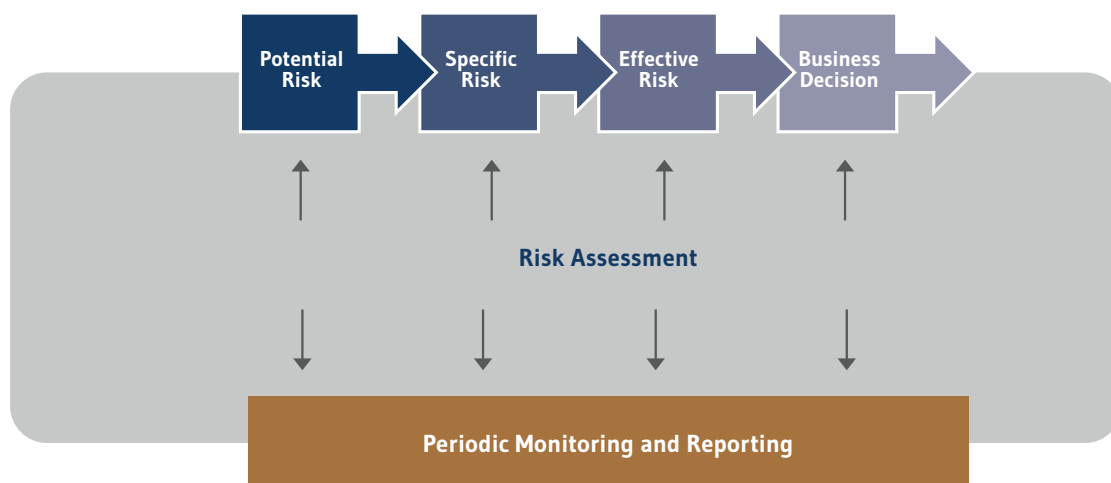 Potential
Risk
Specific
Risk
Effective
Risk
Business
Decision
Risk Assessment
Periodic Monitoring and Reporting